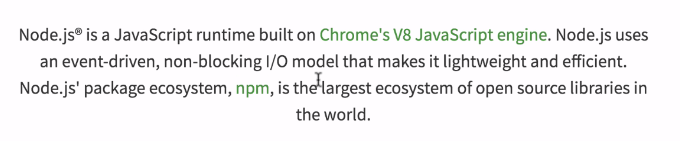 Node.js® is a JavaScript runtime built on Chrome's V8 JavaScript engine. Node.js uses
an event-driven, non-blocking I/O model that makes it lightweight and efficient.
Node.js' package ecosystem, npm, is the largest ecosystem of open source libraries in
the world.